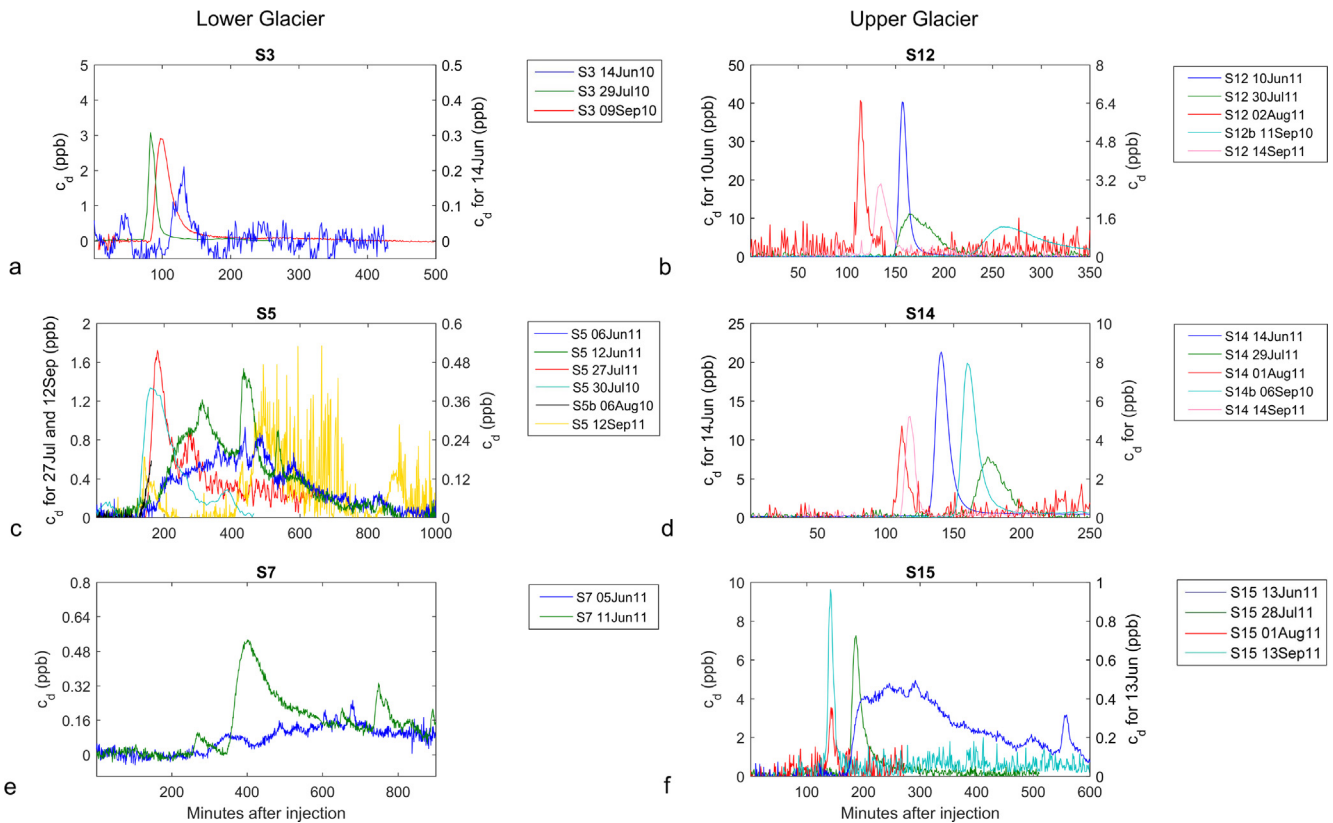 Lower Glacier
Upper Glacier
S3
5
4
3
2
1
0
c_d (ppb)
0.5
0.4
0.3
0.2
0.1
0
c_d for 14Jun (ppb)
100 200 300 400 500
S3 14Jun10
S3 29Jul10
S3 09Sep10
a
S12
50
40
30
20
10
0
c_d for 10Jun (ppb)
8
6.4
4.8
3.2
1.6
0
c_d (ppb)
50 100 150 200 250 300 350
S12 10Jun11
S12 30Jul11
S12 02Aug11
S12b 11Sep10
S12 14Sep11
b
S5
2
1.6
1.2
0.8
0.4
0
c_d for 27Jul and 12Sep (ppb)
0.6
0.48
0.36
0.24
0.12
0
c_d (ppb)
200 400 600 800 1000
S5 06Jun11
S5 12Jun11
S5 27Jul11
S5 30Jul10
S5b 06Aug10
S5 12Sep11
c
S14
25
20
15
10
5
0
c_d for 14Jun (ppb)
10
8
6
4
2
0
c_d for (ppb)
50 100 150 200 250
S14 14Jun11
S14 29Jul11
S14 01Aug11
S14b 06Sep10
S14 14Sep11
d
S7
0.8
0.64
0.48
0.32
0.16
0
c_d (ppb)
200 400 600 800
Minutes after injection
S7 05Jun11
S7 11Jun11
e
S15
10
8
6
4
2
0
c_d (ppb)
1
0.8
0.6
0.4
0.2
0
c_d for 13Jun (ppb)
100 200 300 400 500 600
Minutes after injection
S15 13Jun11
S15 28Jul11
S15 01Aug11
S15 13Sep11
f